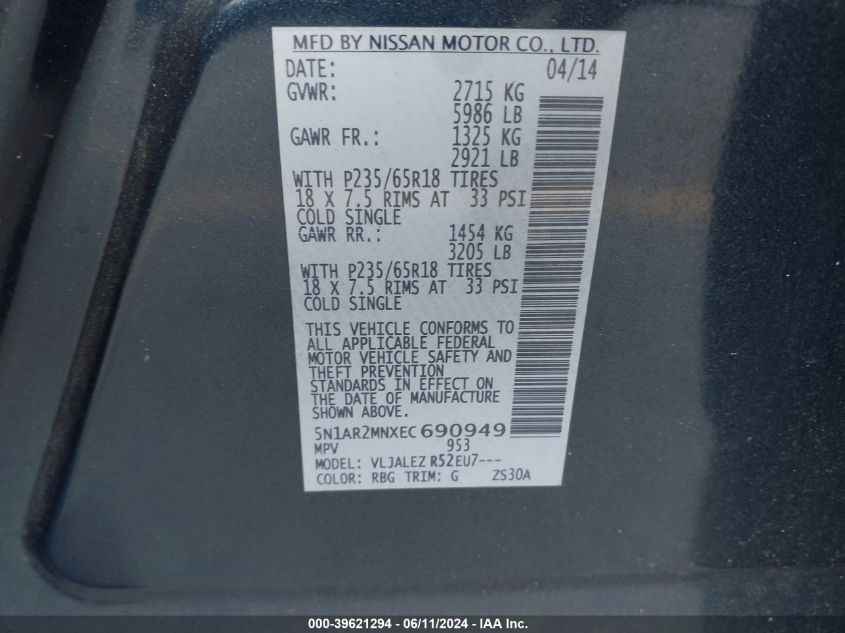 MFD BY NISSAN MOTOR CO., LTD.
DATE: 04/14
GVWR: 2715 KG
5986 LB
GAWR FR.: 1325 KG
2921 LB
WITH P235/65R18 TIRES
18 X 7.5 RIMS AT 33 PSI
COLD SINGLE
GAWR RR.: 1454 KG
3205 LB
WITH P235/65R18 TIRES
18 X 7.5 RIMS AT 33 PSI
COLD SINGLE
THIS VEHICLE CONFORMS TO
ALL APPLICABLE FEDERAL
MOTOR VEHICLE SAFETY AND
THEFT PREVENTION
STANDARDS IN EFFECT ON
THE DATE OF MANUFACTURE
SHOWN ABOVE.
5N1AR2MNXEC690949
MPV 953
MODEL: VLJALEZ R52EU7---
COLOR: RBG TRIM: G ZS30A
000-39621294 - 06/11/2024 - IAA Inc.